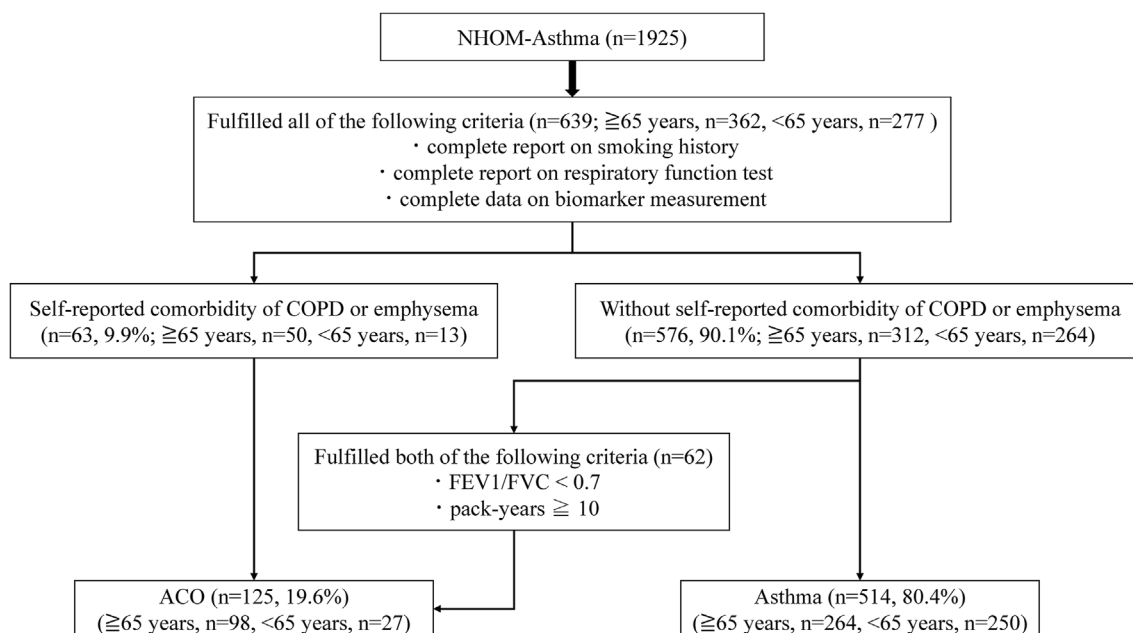 NHOM-Asthma (n=1925)
Fulfilled all of the following criteria (n=639; ≧65 years, n=362, <65 years, n=277 )
・complete report on smoking history
・complete report on respiratory function test
・complete data on biomarker measurement
Self-reported comorbidity of COPD or emphysema
(n=63, 9.9%; ≧65 years, n=50, <65 years, n=13)
Without self-reported comorbidity of COPD or emphysema
(n=576, 90.1%; ≧65 years, n=312, <65 years, n=264)
Fulfilled both of the following criteria (n=62)
・FEV1/FVC < 0.7
・pack-years ≧ 10
ACO (n=125, 19.6%)
(≧65 years, n=98, <65 years, n=27)
Asthma (n=514, 80.4%)
(≧65 years, n=264, <65 years, n=250)